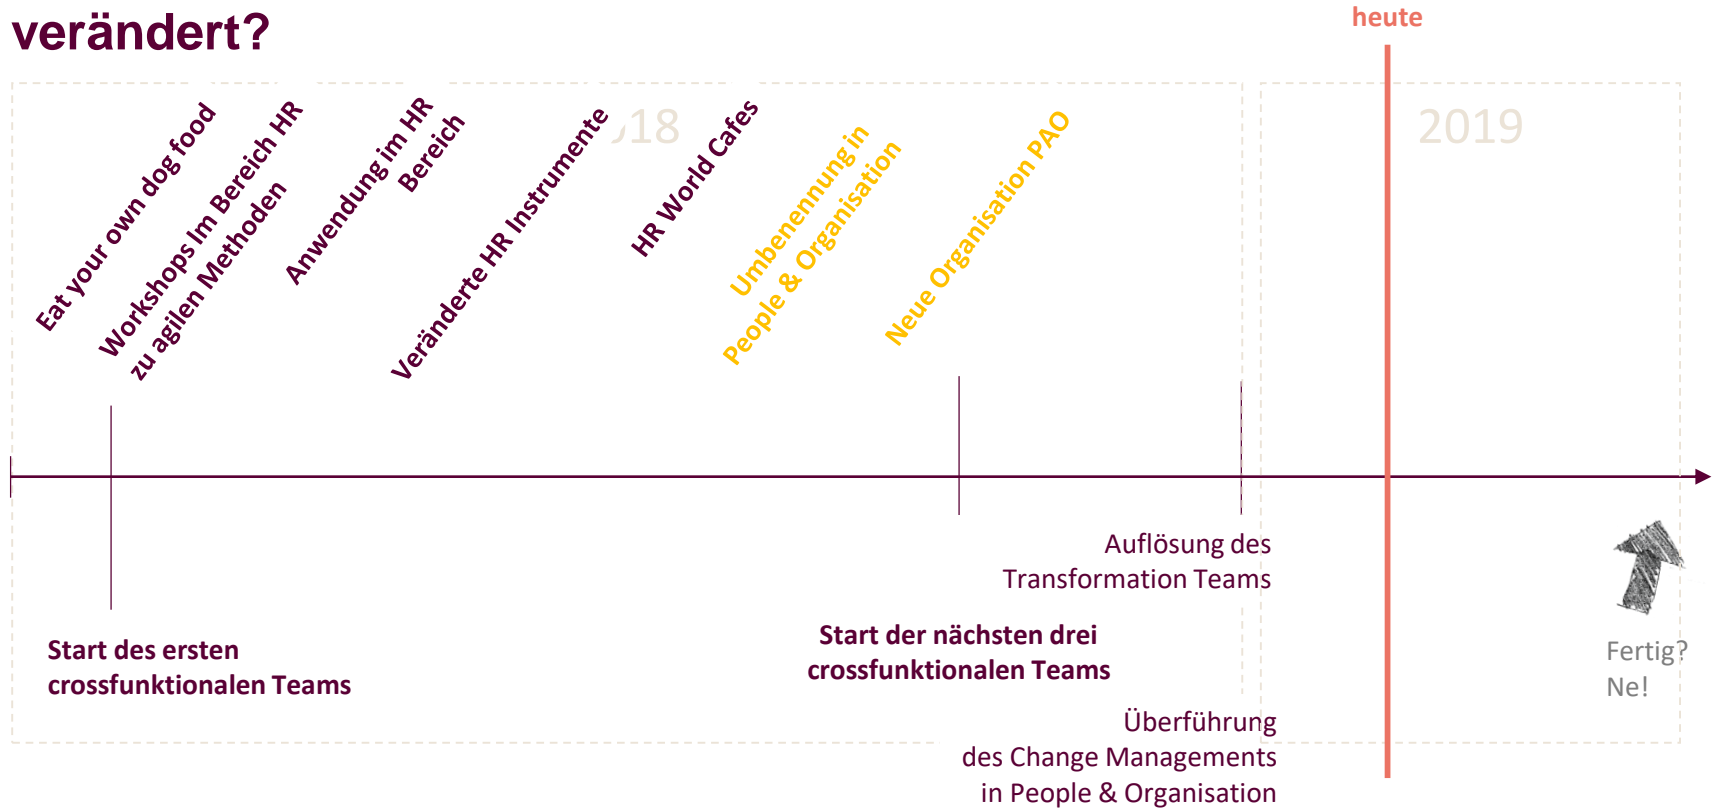 verändert?
heute
2019
Eat your own dog food
Workshops Im Bereich HR
zu agilen Methoden
Anwendung im HR
Bereich
Veränderte HR Instrumente
HR World Cafes
Umbenennung in
People & Organisation
Neue Organisation PAO
Auflösung des
Transformation Teams
Start des ersten
crossfunktionalen Teams
Start der nächsten drei
crossfunktionalen Teams
Überführung
des Change Managements
in People & Organisation
Fertig?
Ne!